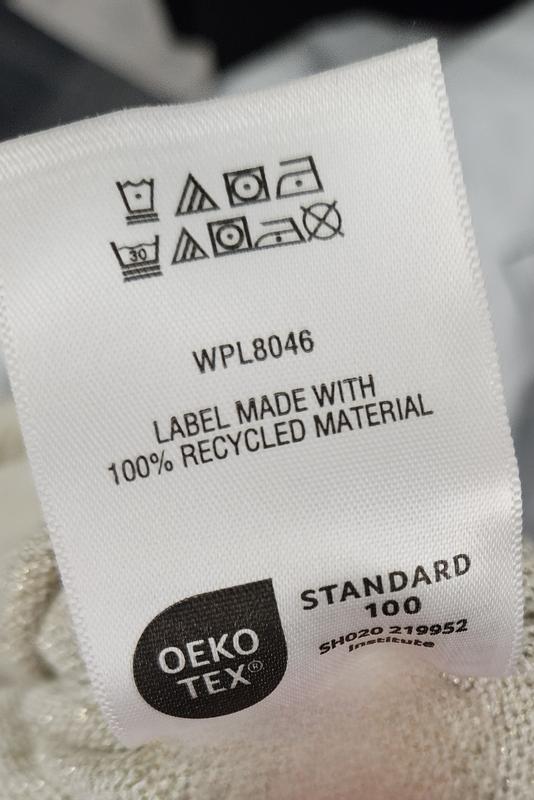 30
WPL8046
LABEL MADE WITH
100% RECYCLED MATERIAL
OEKO
TEX®
STANDARD
100
SH020 219952
Institute